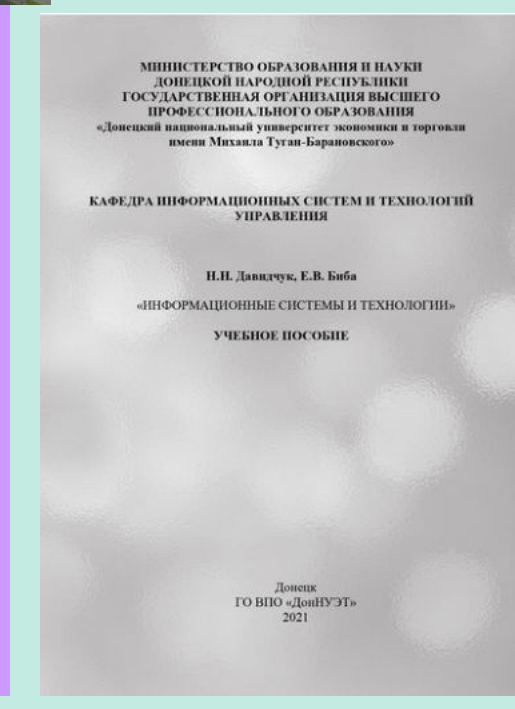 МИНИСТЕРСТВО ОБРАЗОВАНИЯ И НАУКИ
ДОНЕЦКОЙ НАРОДНОЙ РЕСПУБЛИКИ
ГОСУДАРСТВЕННАЯ ОРГАНИЗАЦИЯ ВЫСШЕГО
ПРОФЕССИОНАЛЬНОГО ОБРАЗОВАНИЯ
«Донецкий национальный университет экономики и торговли
имени Михаила Туган-Барановского»
КАФЕДРА ИНФОРМАЦИОННЫХ СИСТЕМ И ТЕХНОЛОГИЙ
УПРАВЛЕНИЯ
Н.Н. Давидчук, Е.В. Биба
«ИНФОРМАЦИОННЫЕ СИСТЕМЫ И ТЕХНОЛОГИИ»
УЧЕБНОЕ ПОСОБИЕ
Донецк
ГО ВПО «ДонНУЭТ»
2021